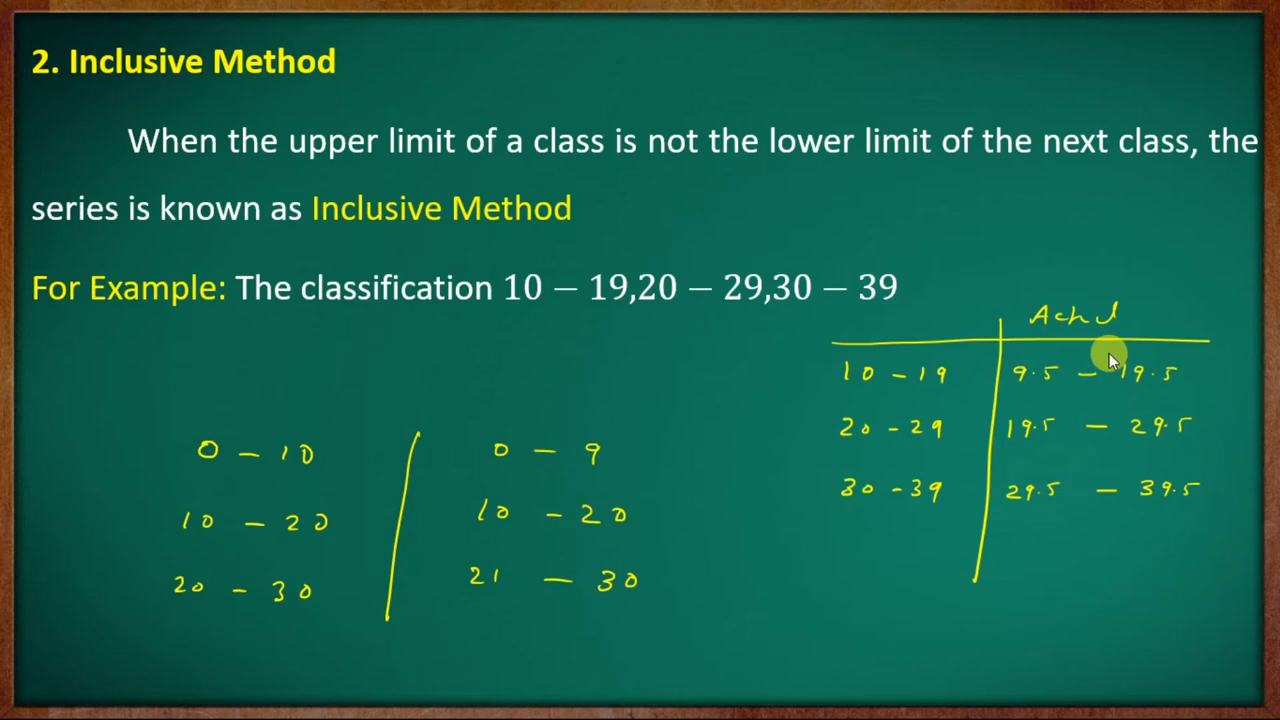 2. Inclusive Method
When the upper limit of a class is not the lower limit of the next class, the
series is known as Inclusive Method
For Example: The classification 10 − 19,20 − 29,30 − 39
0 - 10
10 - 20
20 - 30
0 - 9
10 - 20
21 - 30
10 - 19 9.5 - 19.5
20 - 29 19.5 - 29.5
30 - 39 29.5 - 39.5